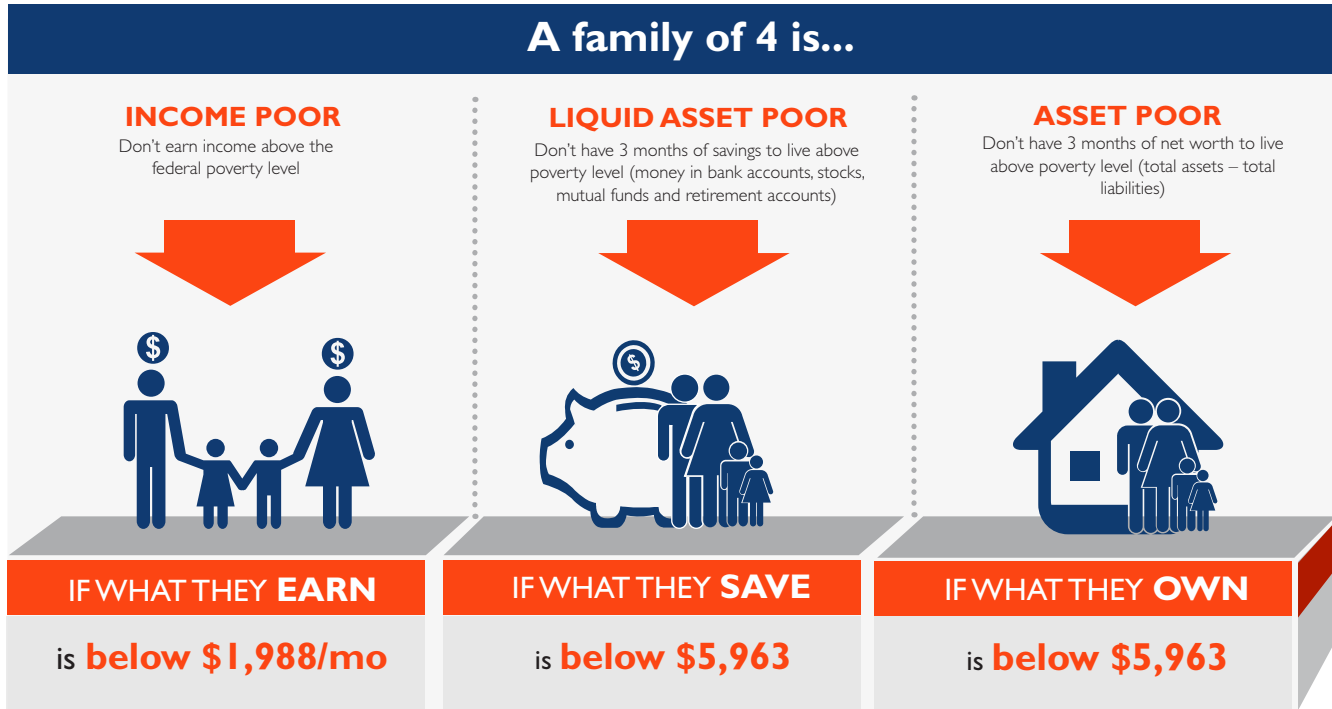 A family of 4 is...
INCOME POOR
Don't earn income above the
federal poverty level
$
$
IF WHAT THEY EARN
is below $1,988/mo
LIQUID ASSET POOR
Don't have 3 months of savings to live above
poverty level (money in bank accounts, stocks,
mutual funds and retirement accounts)
$
IF WHAT THEY SAVE
is below $5,963
ASSET POOR
Don't have 3 months of net worth to live
above poverty level (total assets – total
liabilities)
IF WHAT THEY OWN
is below $5,963